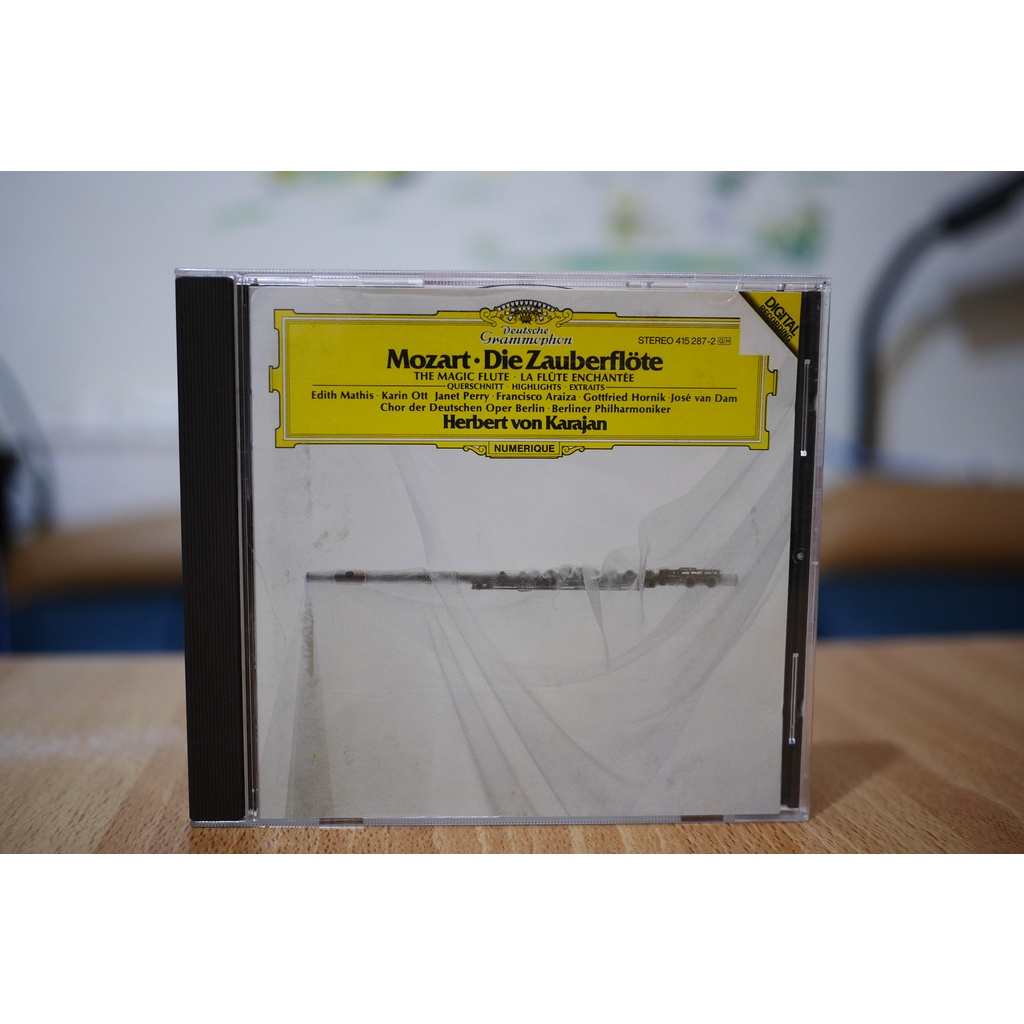 DIGITAL
RECORDING
Deutsche
Grammophon
STEREO 415 287-2 GH
Mozart · Die Zauberflöte
THE MAGIC FLUTE · LA FLÛTE ENCHANTÉE
QUERSCHNITT · HIGHLIGHTS · EXTRAITS
Edith Mathis · Karin Ott · Janet Perry · Francisco Araiza · Gottfried Hornik · José van Dam
Chor der Deutschen Oper Berlin · Berliner Philharmoniker
Herbert von Karajan
NUMERIQUE